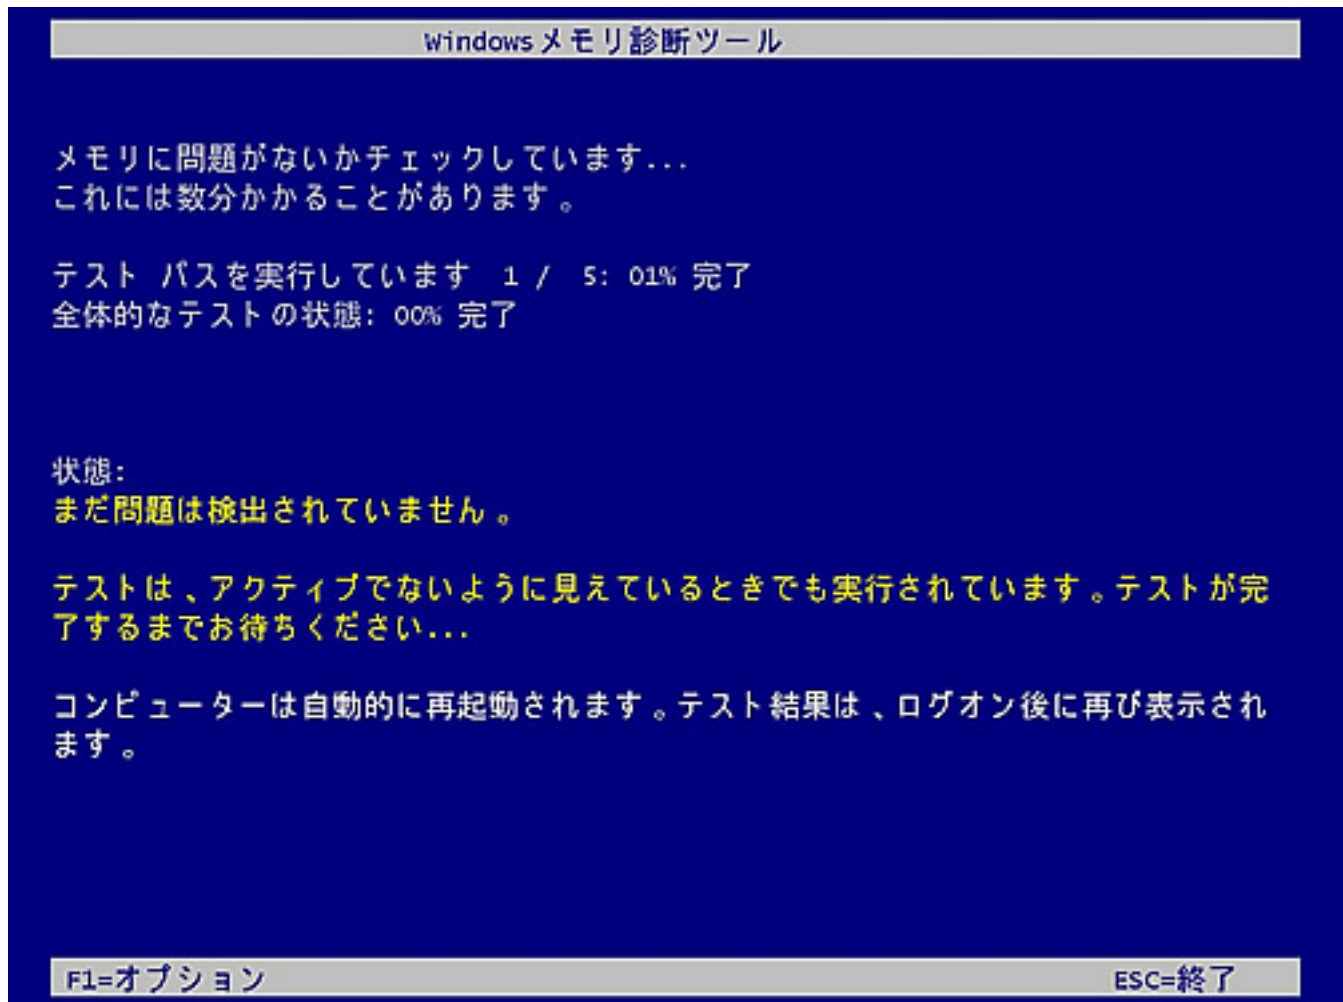 Windowsメモリ診断ツール
メモリに問題がないかチェックしています...
これには数分かかることがあります。
テスト パスを実行しています 1 / 5: 01% 完了
全体的なテストの状態: 00% 完了
状態:
まだ問題は検出されていません。
テストは、アクティブでないように見えているときでも実行されています。テストが完
了するまでお待ちください...
コンピューターは自動的に再起動されます。テスト結果は、ログオン後に再び表示され
ます。
F1=オプション ESC=終了